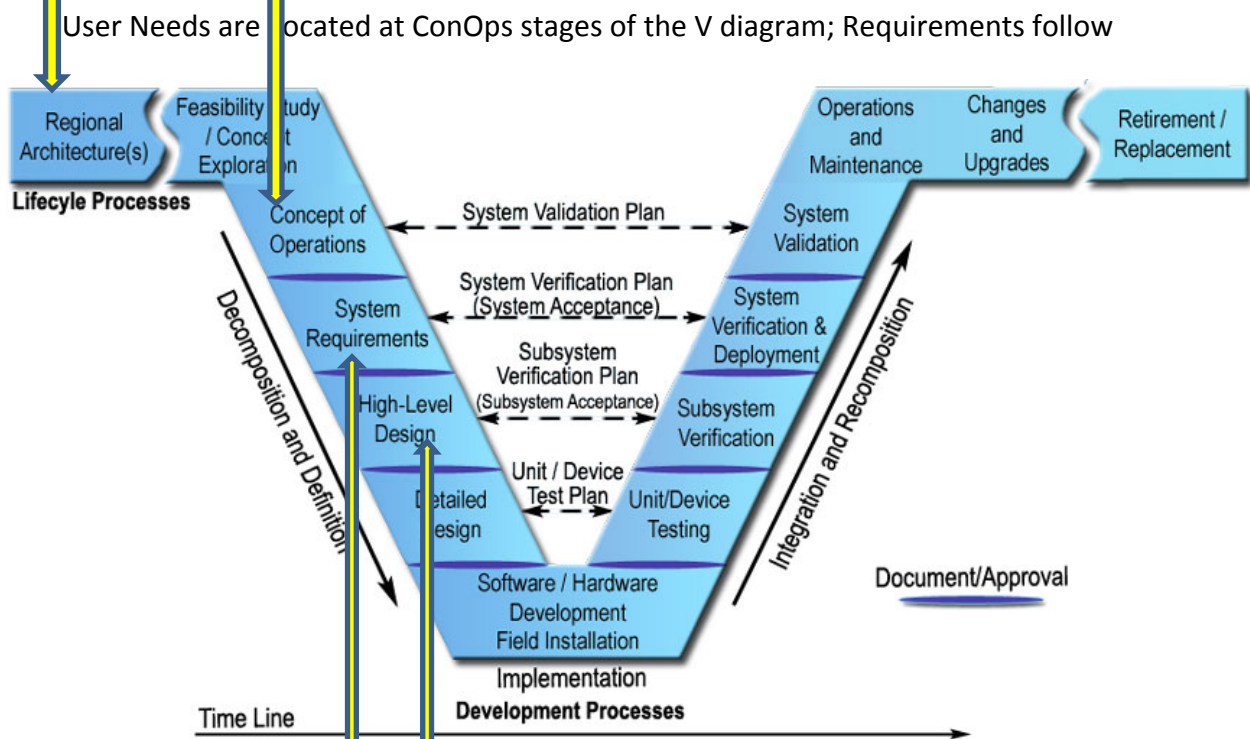 User Needs are located at ConOps stages of the V diagram; Requirements follow
Regional
Architecture(s)
Feasibility Study
/ Concept
Exploration
Operations
and
Maintenance
Changes
and
Upgrades
Retirement /
Replacement
Lifecyle Processes
Concept of
Operations
System Validation Plan
System
Validation
Decomposition and Definition
System
Requirements
System Verification Plan
(System Acceptance)
System
Verification &
Deployment
High-Level
Design
Subsystem
Verification Plan
(Subsystem Acceptance)
Subsystem
Verification
Detailed
Design
Unit / Device
Test Plan
Unit/Device
Testing
Integration and Recomposition
Software / Hardware
Development
Field Installation
Document/Approval
Implementation
Development Processes
Time Line